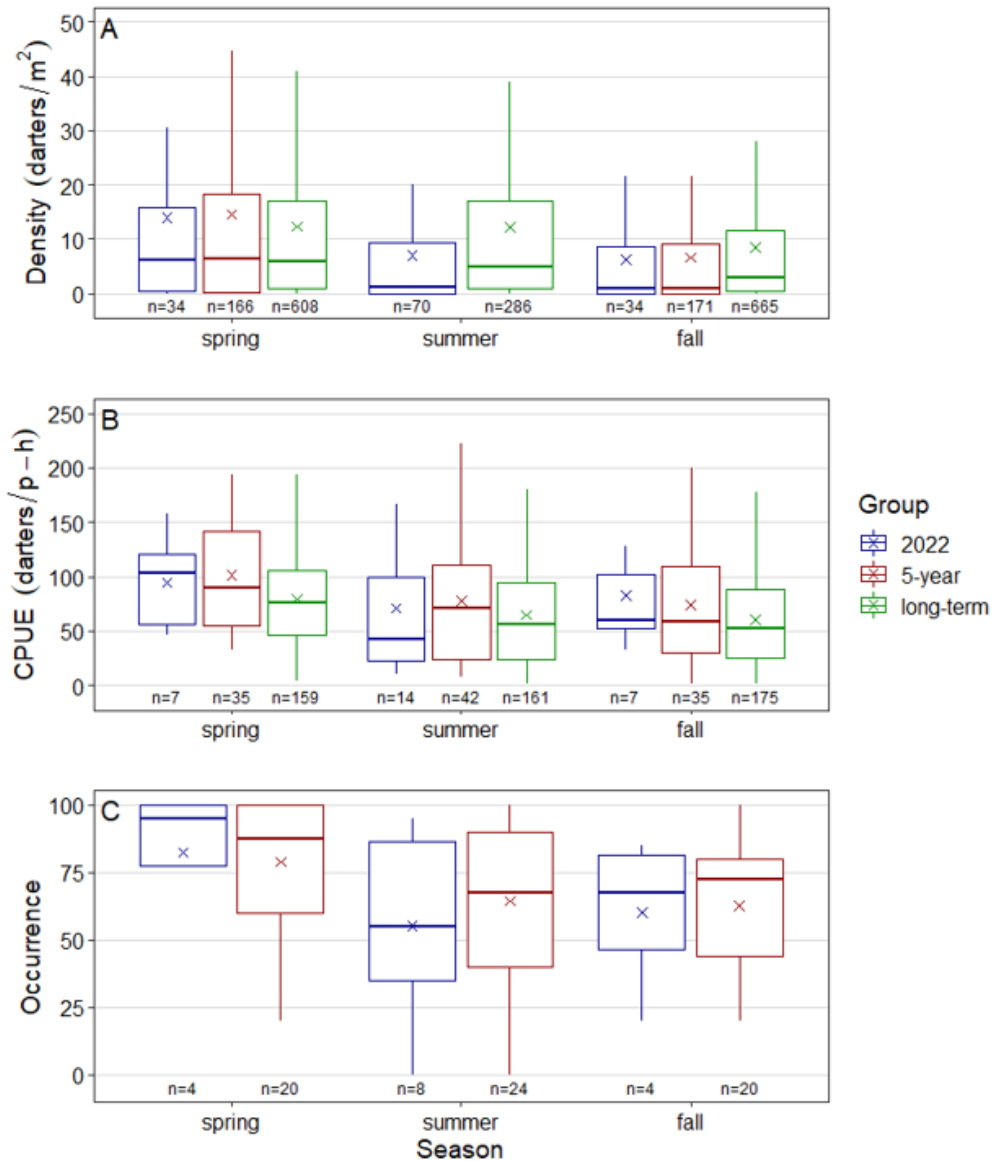 A
Density (darters/m²)
50
40
30
20
10
0
n=34 n=166 n=608 n=70 n=286 n=34 n=171 n=665
spring summer fall
B
CPUE (darters/p−h)
250
200
150
100
50
0
n=7 n=35 n=159 n=14 n=42 n=161 n=7 n=35 n=175
spring summer fall
Group
2022
5-year
long-term
C
Occurrence
100
75
50
25
0
n=4 n=20 n=8 n=24 n=4 n=20
spring summer fall
Season